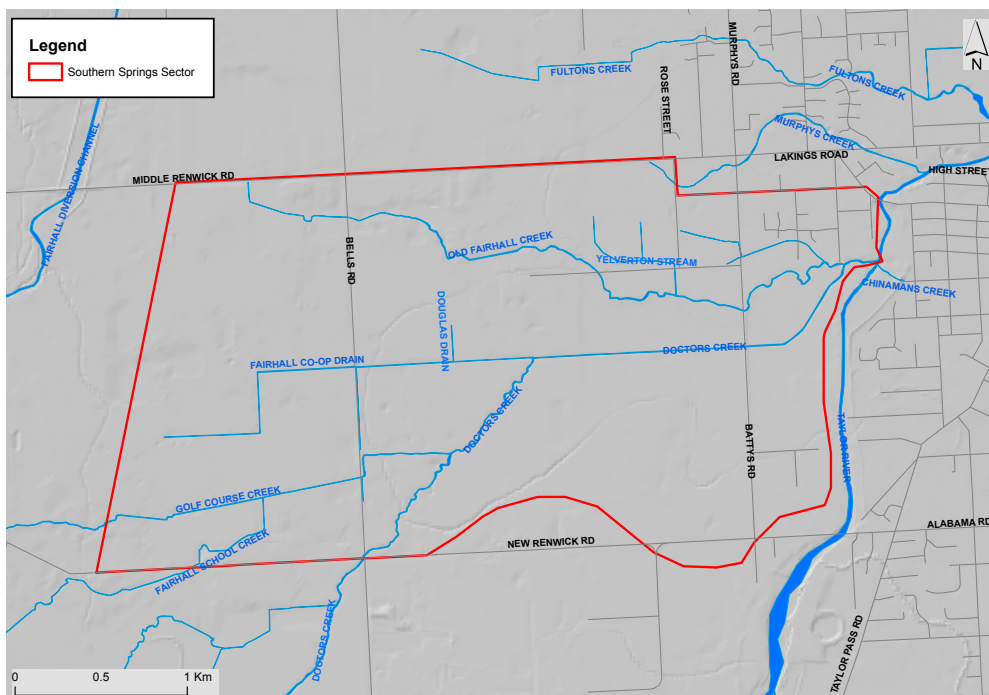 Legend
Southern Springs Sector
N
MURPHYS RD
FULTONS CREEK
ROSE STREET
FULTONS CREEK
MURPHYS CREEK
LAKINGS ROAD
HIGH STREET
MIDDLE RENWICK RD
FAIRHALL DIVERSION CHANNEL
BELLS RD
OLD FAIRHALL CREEK
YELVERTON STREAM
CHINAMANS CREEK
DOUGLAS DRAIN
FAIRHALL CO-OP DRAIN
DOCTORS CREEK
DOCTORS CREEK
BATTYS RD
TAYLOR RIVER
GOLF COURSE CREEK
ALABAMA RD
NEW RENWICK RD
FAIRHALL SCHOOL CREEK
DOCTORS CREEK
TAYLOR PASS RD
0 0.5 1 Km